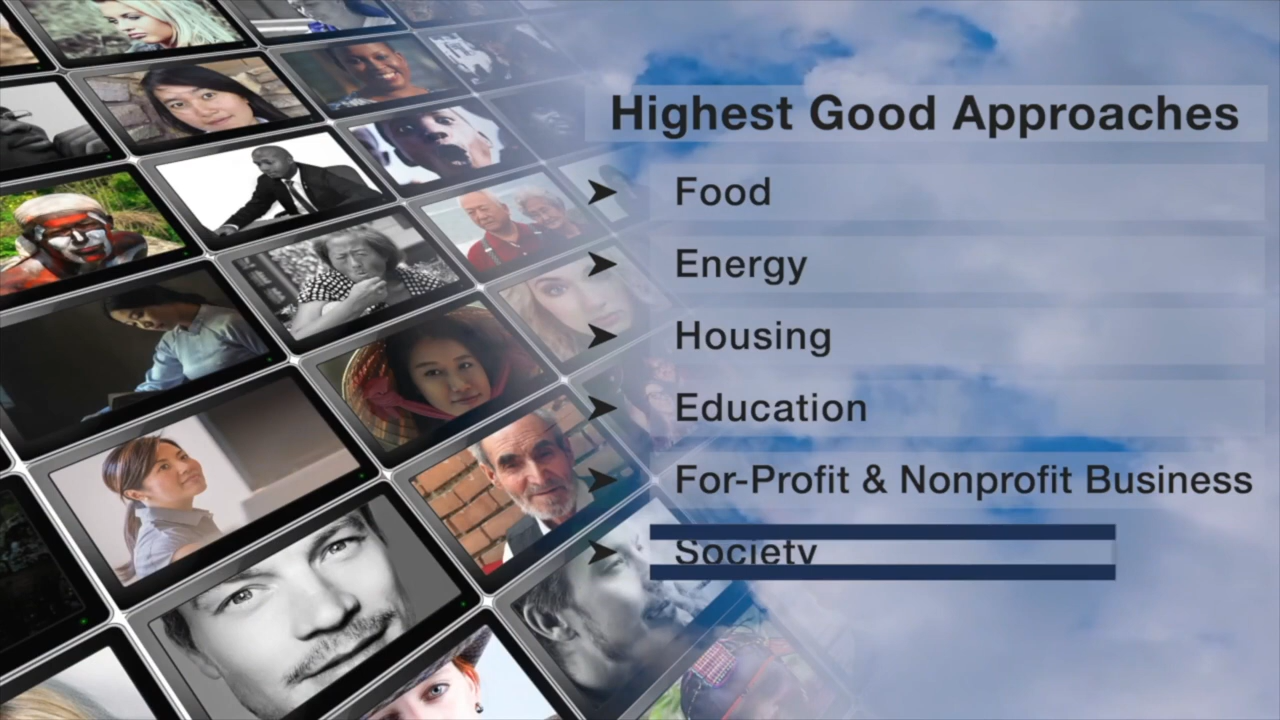 Highest Good Approaches
➤ Food
➤ Energy
➤ Housing
➤ Education
➤ For-Profit & Nonprofit Business
➤ Society